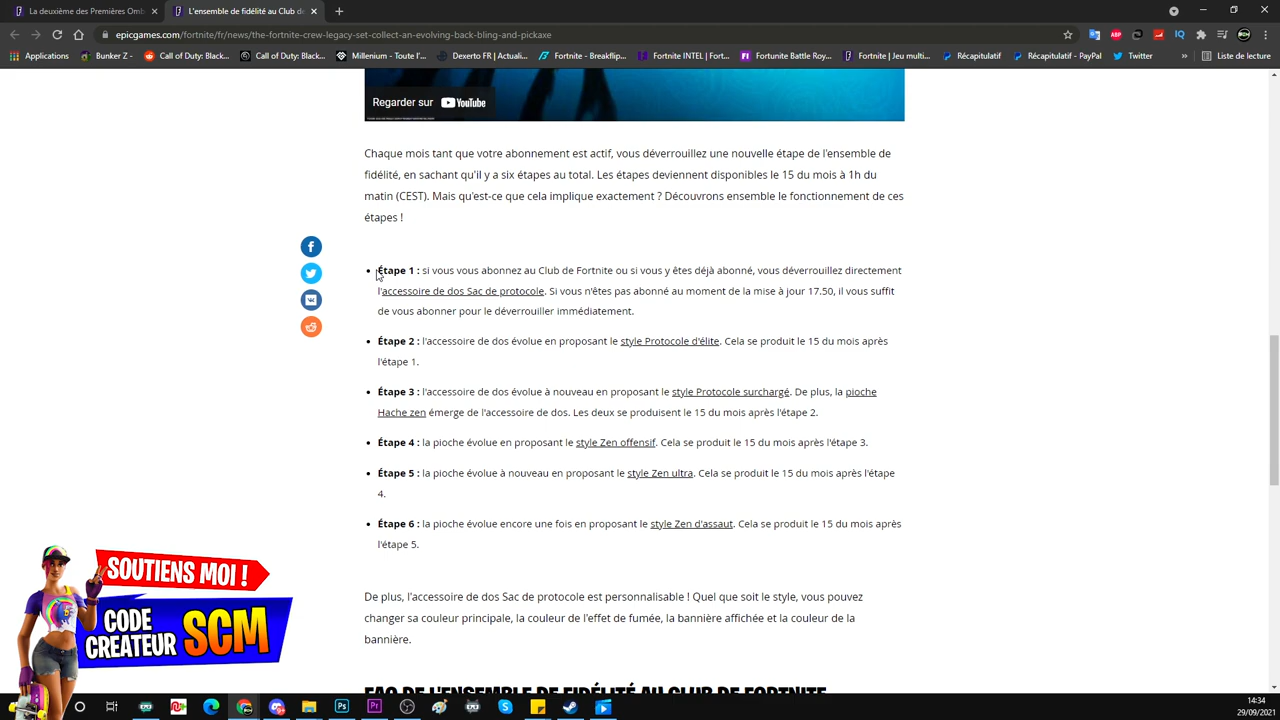 La deuxième des Premières Omb
L'ensemble de fidélité au Club de
epicgames.com/fortnite/fr/news/the-fortnite-crew-legacy-set-collect-an-evolving-back-bling-and-pickaxe
Applications
Bunker Z -
Call of Duty: Black...
Call of Duty: Black...
Millenium - Toute l'...
Dexerto FR | Actuali...
Fortnite - Breakflip...
Fortnite INTEL | Fort...
Fortunite Battle Roy...
Fortnite | Jeu multi...
Récapitulatif
Récapitulatif - PayPal
Twitter
»
Liste de lecture
Regarder sur YouTube
Chaque mois tant que votre abonnement est actif, vous déverrouillez une nouvelle étape de l'ensemble de
fidélité, en sachant qu'il y a six étapes au total. Les étapes deviennent disponibles le 15 du mois à 1h du
matin (CEST). Mais qu'est-ce que cela implique exactement ? Découvrons ensemble le fonctionnement de ces
étapes !
• Étape 1 : si vous vous abonnez au Club de Fortnite ou si vous y êtes déjà abonné, vous déverrouillez directement
l'accessoire de dos Sac de protocole. Si vous n'êtes pas abonné au moment de la mise à jour 17.50, il vous suffit
de vous abonner pour le déverrouiller immédiatement.
• Étape 2 : l'accessoire de dos évolue en proposant le style Protocole d'élite. Cela se produit le 15 du mois après
l'étape 1.
• Étape 3 : l'accessoire de dos évolue à nouveau en proposant le style Protocole surchargé. De plus, la pioche
Hache zen émerge de l'accessoire de dos. Les deux se produisent le 15 du mois après l'étape 2.
• Étape 4 : la pioche évolue en proposant le style Zen offensif. Cela se produit le 15 du mois après l'étape 3.
• Étape 5 : la pioche évolue à nouveau en proposant le style Zen ultra. Cela se produit le 15 du mois après l'étape
4.
• Étape 6 : la pioche évolue encore une fois en proposant le style Zen d'assaut. Cela se produit le 15 du mois après
l'étape 5.
De plus, l'accessoire de dos Sac de protocole est personnalisable ! Quel que soit le style, vous pouvez
changer sa couleur principale, la couleur de l'effet de fumée, la bannière affichée et la couleur de la
bannière.
FAQ DE L'ENSEMBLE DE FIDÉLITÉ AU CLUB DE FORTNITE
SOUTIENS MOI !
CODE
CREATEUR SCM
14:34
29/09/2021